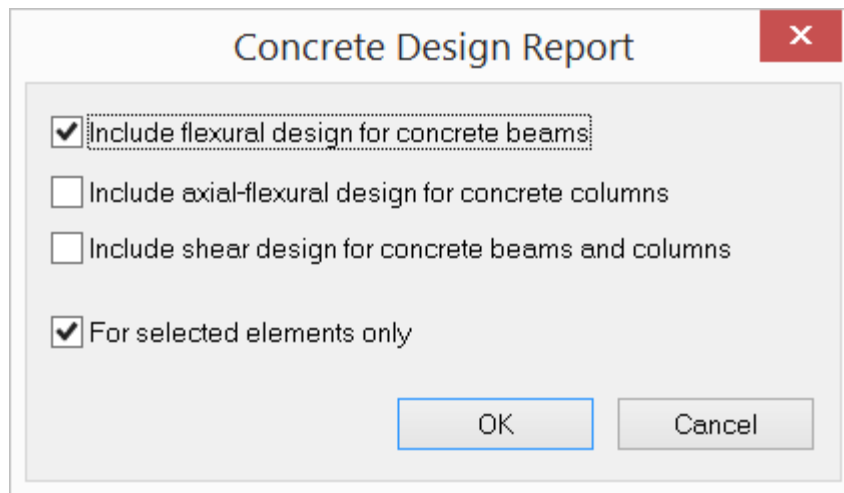 Concrete Design Report
Include flexural design for concrete beams
Include axial-flexural design for concrete columns
Include shear design for concrete beams and columns
For selected elements only
OK
Cancel